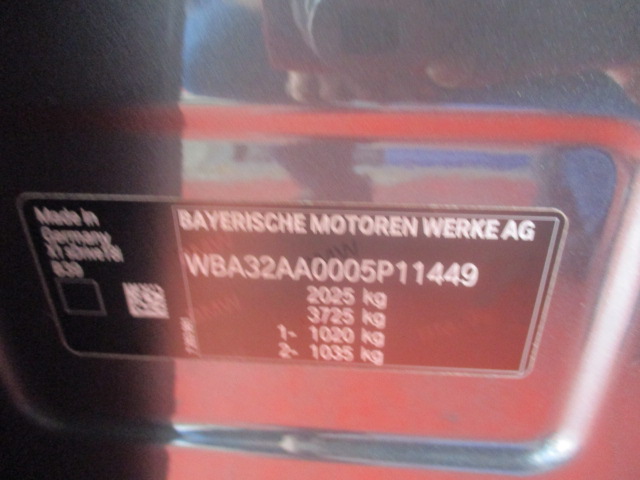 Made in
Germany
BAYERISCHE MOTOREN WERKE AG
WBA32AA0005P11449
2025 kg
3725 kg
1- 1020 kg
2- 1035 kg